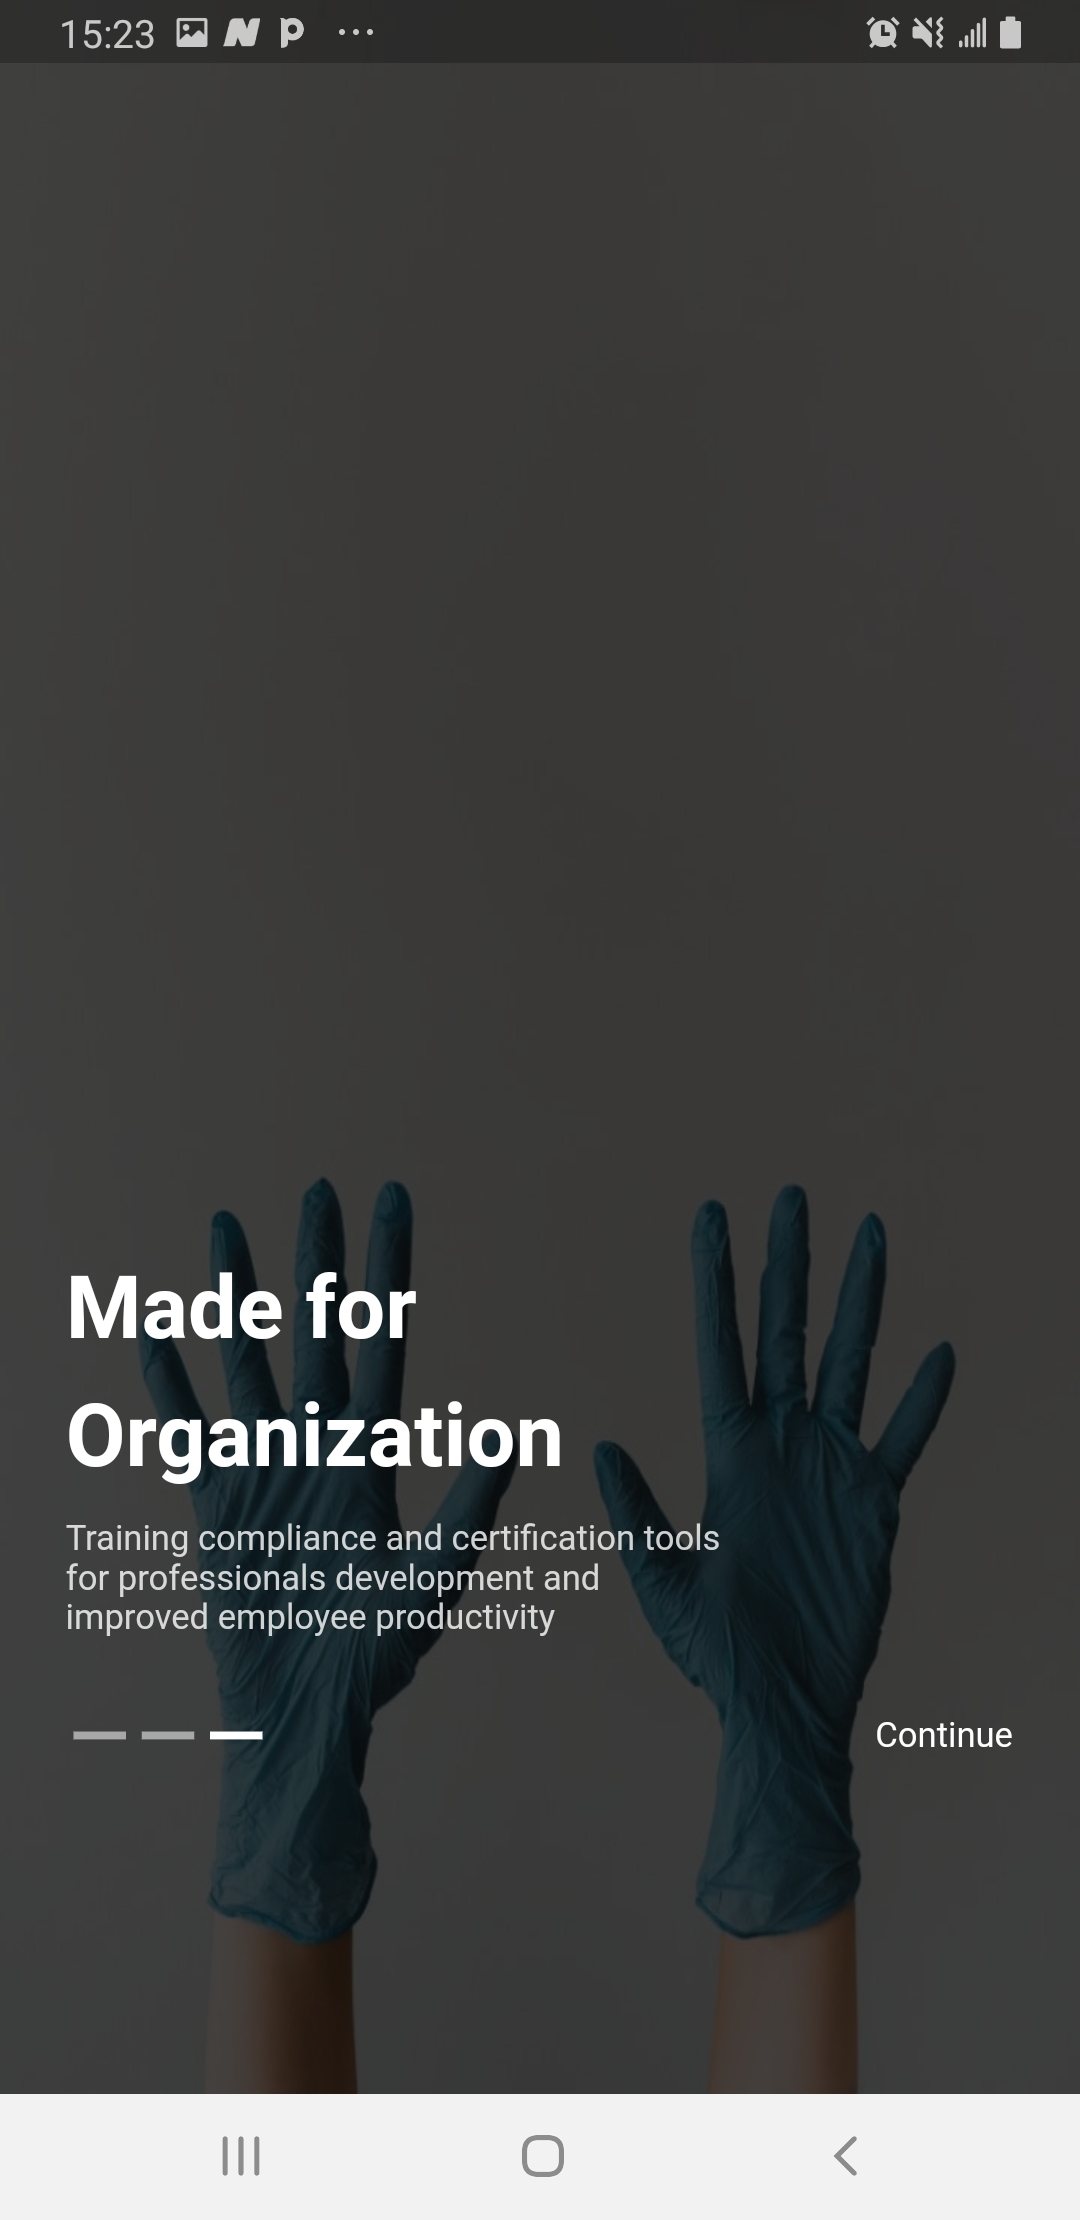 15:23
Made for
Organization
Training compliance and certification tools
for professionals development and
improved employee productivity
Continue